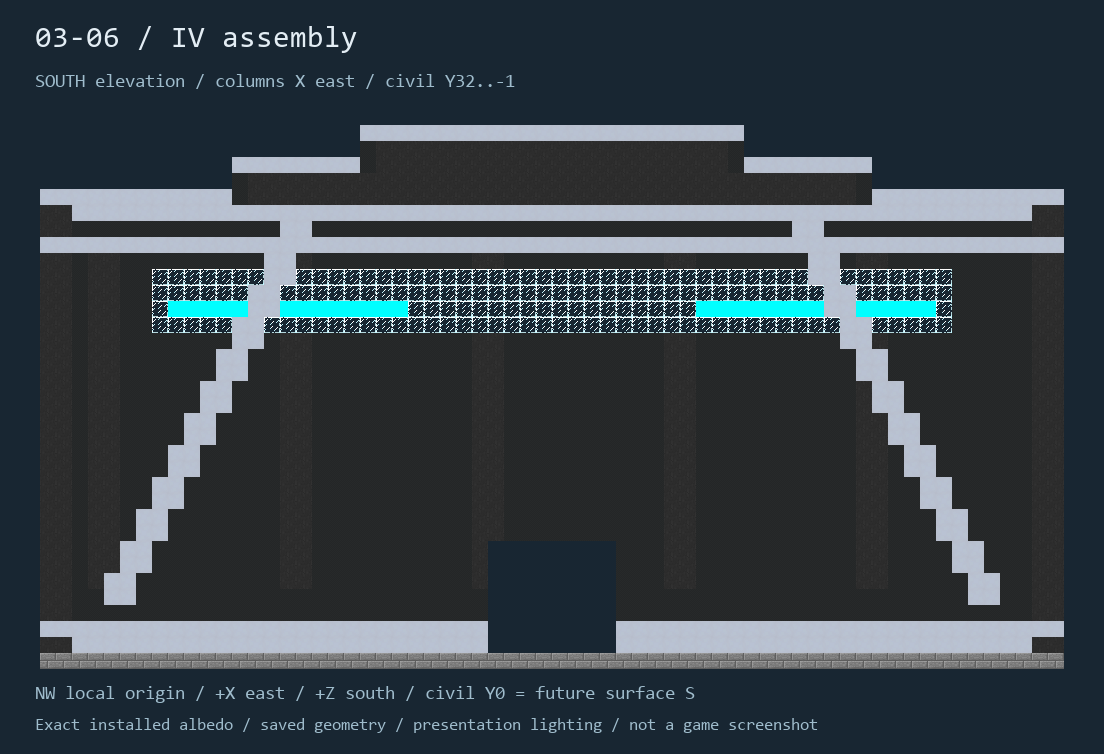 03-06 / IV assembly
SOUTH elevation / columns X east / civil Y32..-1
NW local origin / +X east / +Z south / civil Y0 = future surface S
Exact installed albedo / saved geometry / presentation lighting / not a game screenshot